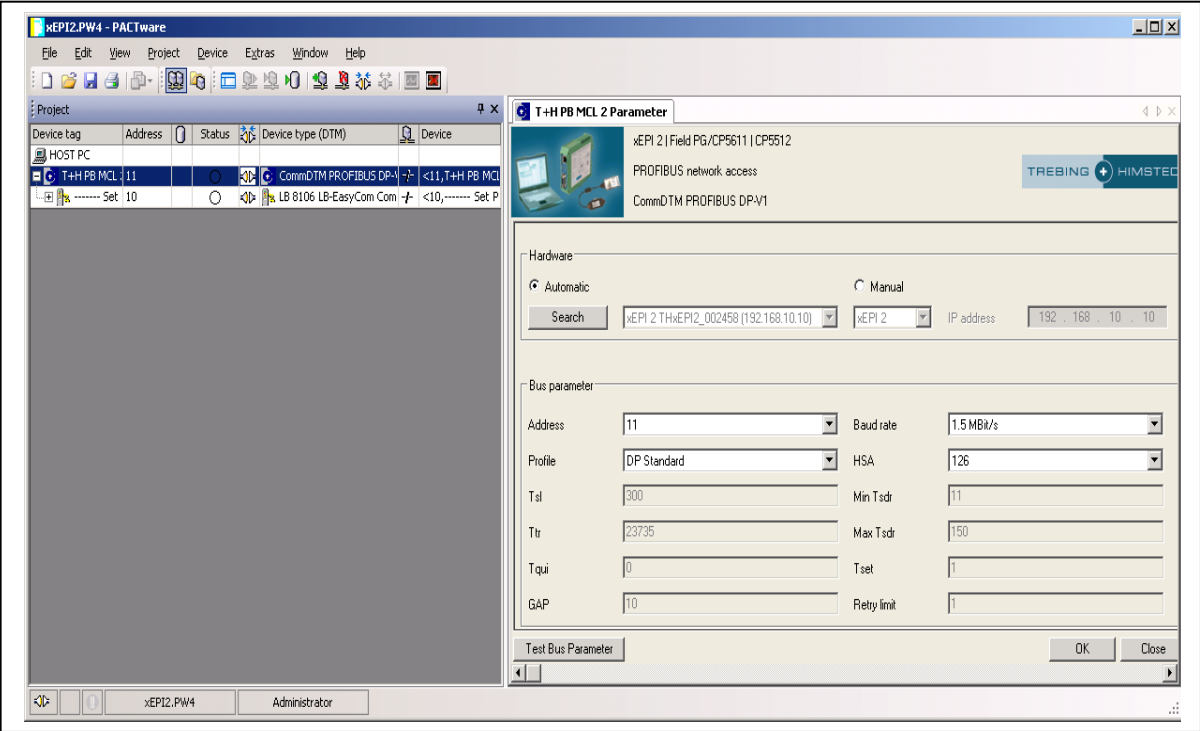 xEPI2.PW4 - PACTware
File Edit View Project Device Extras Window Help
Project
Device tag Address Status Device type (DTM) Device
HOST PC
T+H PB MCL : 11 CommDTM PROFIBUS DP-V <11,T+H PB MCL
------- Set 10 LB 8106 LB-EasyCom Com <10,------- Set P
T+H PB MCL 2 Parameter
xEPI 2 | Field PG/CP5611 | CP5512
PROFIBUS network access
CommDTM PROFIBUS DP-V1
TREBING + HIMSTED
Hardware
Automatic Manual
Search xEPI 2 THxEPI2_002458 (192.168.10.10) xEPI 2 IP address 192 . 168 . 10 . 10
Bus parameter
Address 11 Baud rate 1.5 MBit/s
Profile DP Standard HSA 126
Tsl 300 Min Tsdr 11
Ttr 23735 Max Tsdr 150
Tqui 0 Tset 1
GAP 10 Retry limit 1
Test Bus Parameter OK Close
xEPI2.PW4 Administrator